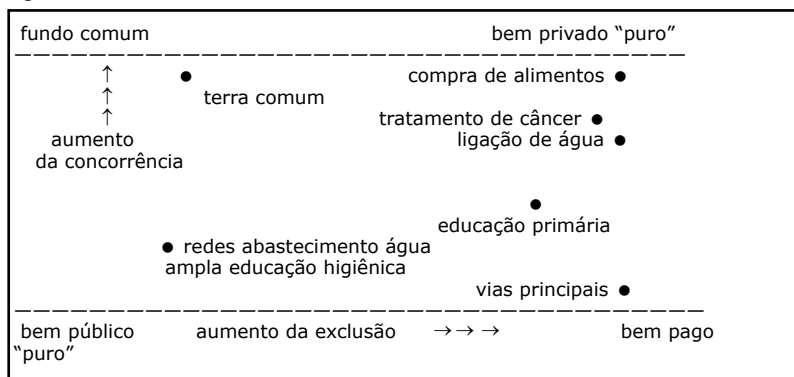 fundo comum bem privado “puro”
↑ ● compra de alimentos ●
↑ terra comum
↑ tratamento de câncer ●
aumento ligação de água ●
da concorrência
●
educação primária
● redes abastecimento água
ampla educação higiênica
vias principais ●
bem público aumento da exclusão →→ → bem pago
“puro”